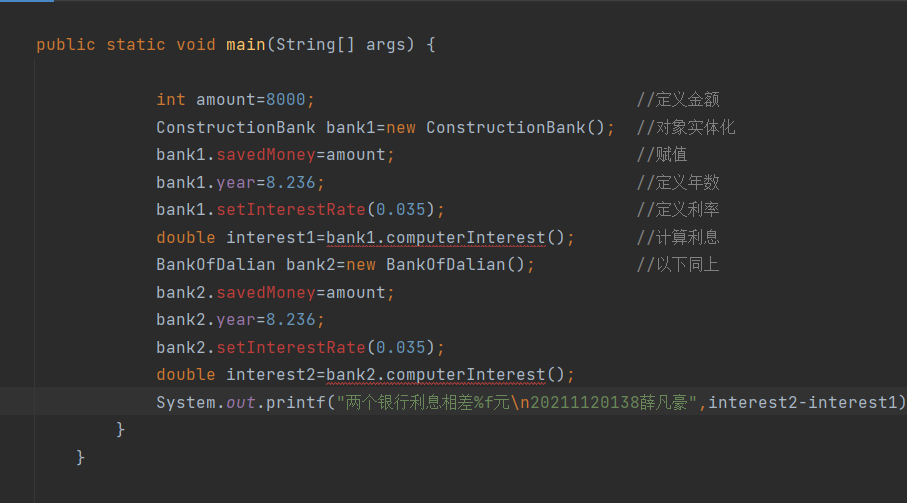 public static void main(String[] args) {
int amount=8000; //定义金额
ConstructionBank bank1=new ConstructionBank(); //对象实体化
bank1.savedMoney=amount; //赋值
bank1.year=8.236; //定义年数
bank1.setInterestRate(0.035); //定义利率
double interest1=bank1.computerInterest(); //计算利息
BankOfDalian bank2=new BankOfDalian(); //以下同上
bank2.savedMoney=amount;
bank2.year=8.236;
bank2.setInterestRate(0.035);
double interest2=bank2.computerInterest();
System.out.printf("两个银行利息相差%f元\n20211120138薛凡豪",interest2-interest1)
}
}